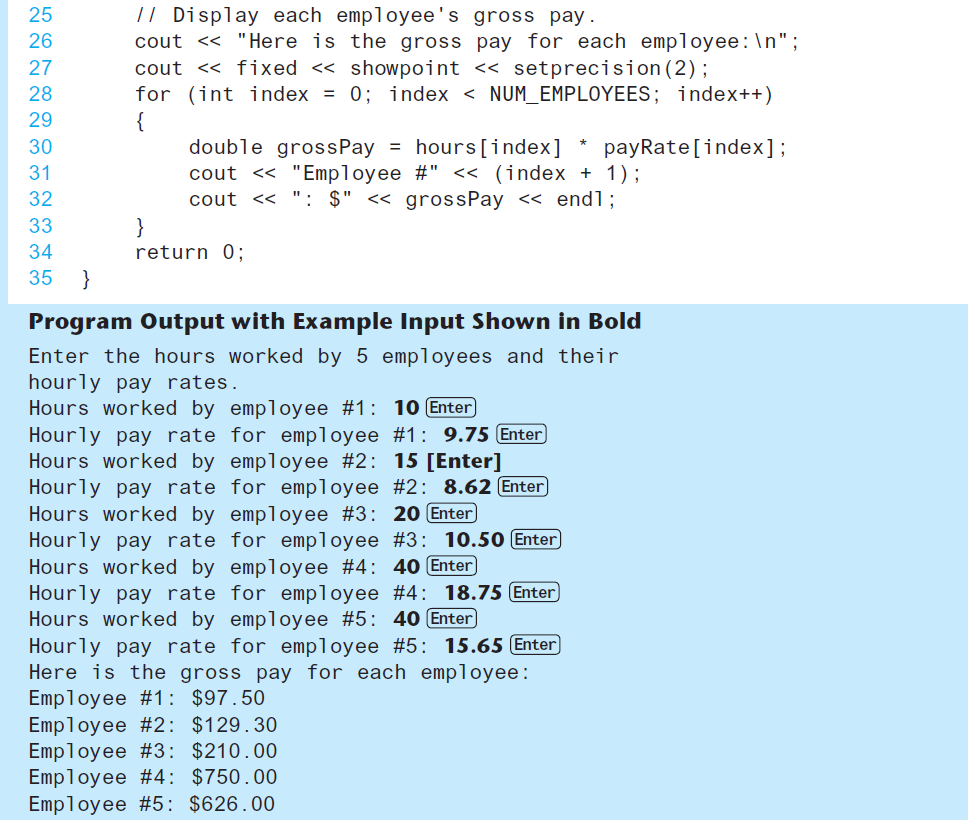 25 // Display each employee's gross pay.
26 cout << "Here is the gross pay for each employee:\n";
27 cout << fixed << showpoint << setprecision(2);
28 for (int index = 0; index < NUM_EMPLOYEES; index++)
29 {
30 double grossPay = hours[index] * payRate[index];
31 cout << "Employee #" << (index + 1);
32 cout << ": $" << grossPay << endl;
33 }
34 return 0;
35 }
Program Output with Example Input Shown in Bold
Enter the hours worked by 5 employees and their
hourly pay rates.
Hours worked by employee #1: 10 Enter
Hourly pay rate for employee #1: 9.75 Enter
Hours worked by employee #2: 15 [Enter]
Hourly pay rate for employee #2: 8.62 Enter
Hours worked by employee #3: 20 Enter
Hourly pay rate for employee #3: 10.50 Enter
Hours worked by employee #4: 40 Enter
Hourly pay rate for employee #4: 18.75 Enter
Hours worked by employee #5: 40 Enter
Hourly pay rate for employee #5: 15.65 Enter
Here is the gross pay for each employee:
Employee #1: $97.50
Employee #2: $129.30
Employee #3: $210.00
Employee #4: $750.00
Employee #5: $626.00